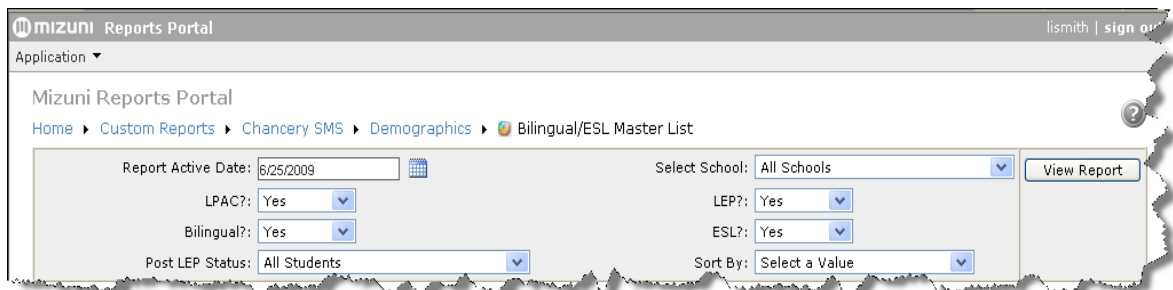 mizuni Reports Portal lismith | sign ou
Application
Mizuni Reports Portal
?
Home Custom Reports Chancery SMS Demographics Bilingual/ESL Master List
Report Active Date: 6/25/2009 Select School: All Schools View Report
LPAC?: Yes LEP?: Yes
Bilingual?: Yes ESL?: Yes
Post LEP Status: All Students Sort By: Select a Value